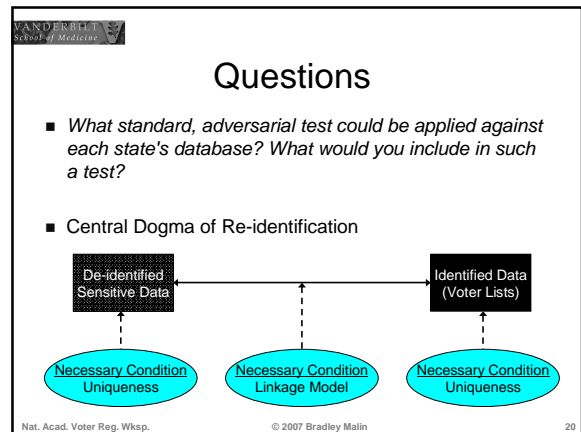 VANDERBILT
School of Medicine
Questions
■ What standard, adversarial test could be applied against
each state's database? What would you include in such
a test?
■ Central Dogma of Re-identification
De-identified
Sensitive Data
Identified Data
(Voter Lists)
Necessary Condition
Uniqueness
Necessary Condition
Linkage Model
Necessary Condition
Uniqueness
Nat. Acad. Voter Reg. Wksp.
© 2007 Bradley Malin
20